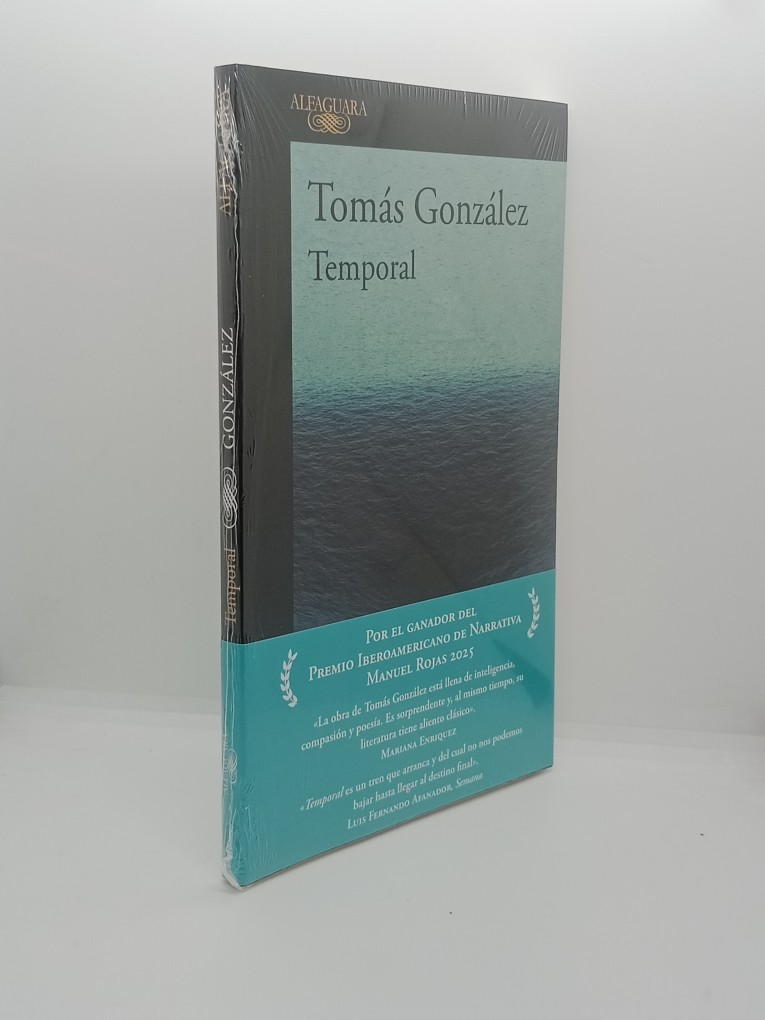 ALFAGUARA
Tomás González
Temporal
ALFAGUARA
GONZÁLEZ
Temporal
POR EL GANADOR DEL
PREMIO IBEROAMERICANO DE NARRATIVA
MANUEL ROJAS 2025
«La obra de Tomás González está llena de inteligencia,
compasión y poesía. Es sorprendente y, al mismo tiempo, su
literatura tiene aliento clásico».
MARIANA ENRIQUEZ
«Temporal es un tren que arranca y del cual no nos podemos
bajar hasta llegar al destino final».
LUIS FERNANDO AFANADOR, Semana